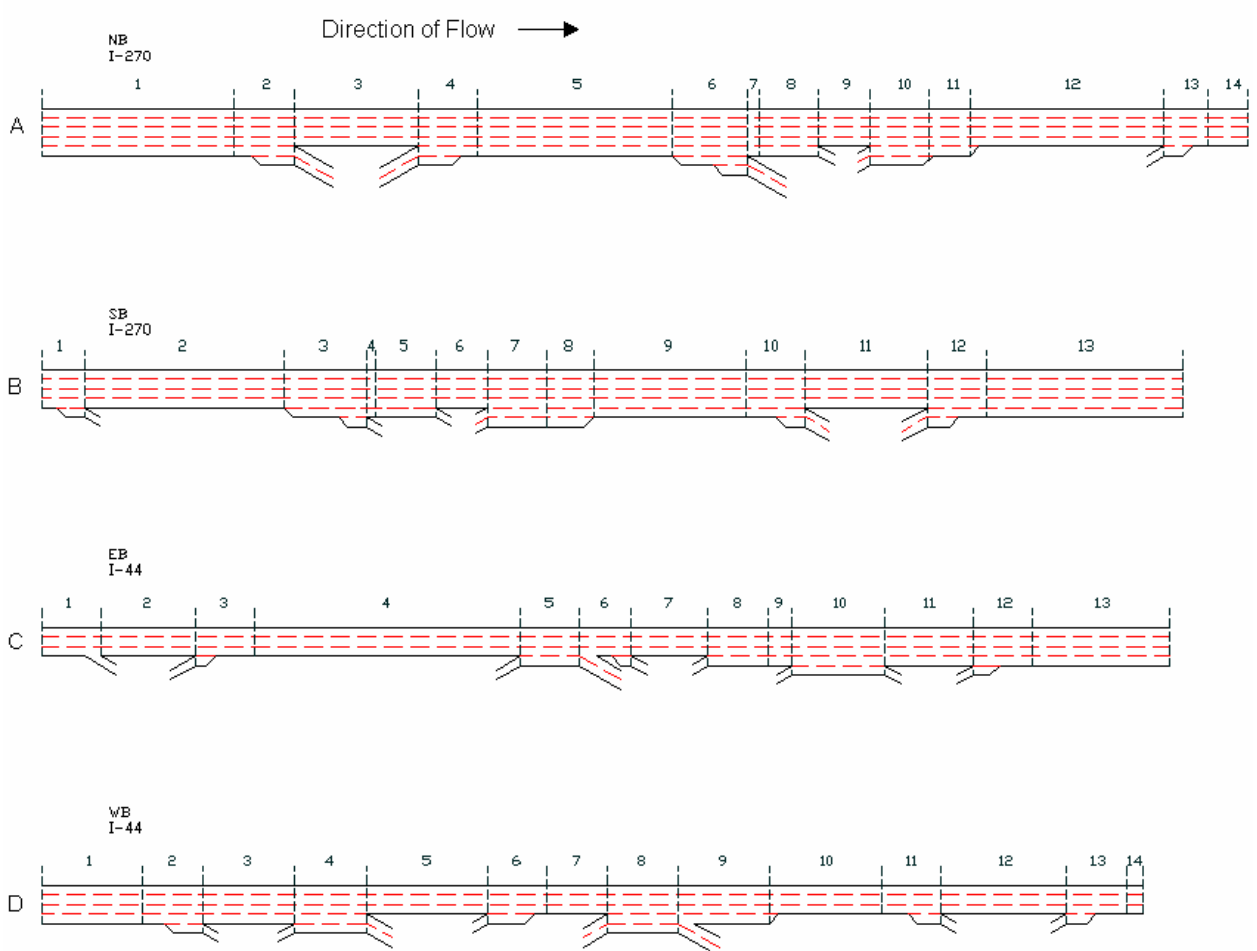 Direction of Flow
NB
I-270
1 2 3 4 5 6 7 8 9 10 11 12 13 14
A
SB
I-270
1 2 3 4 5 6 7 8 9 10 11 12 13
B
EB
I-44
1 2 3 4 5 6 7 8 9 10 11 12 13
C
WB
I-44
1 2 3 4 5 6 7 8 9 10 11 12 13 14
D